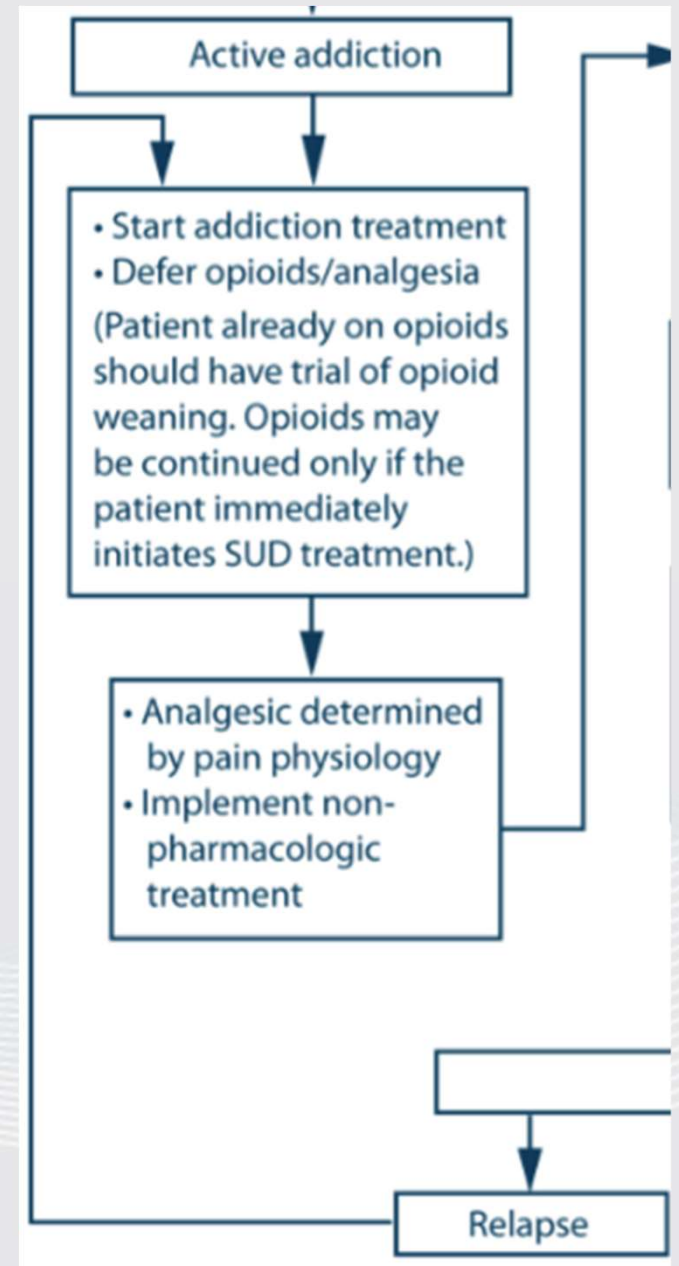 Active addiction
• Start addiction treatment
• Defer opioids/analgesia
(Patient already on opioids
should have trial of opioid
weaning. Opioids may
be continued only if the
patient immediately
initiates SUD treatment.)
• Analgesic determined
by pain physiology
• Implement non-
pharmacologic
treatment
Relapse